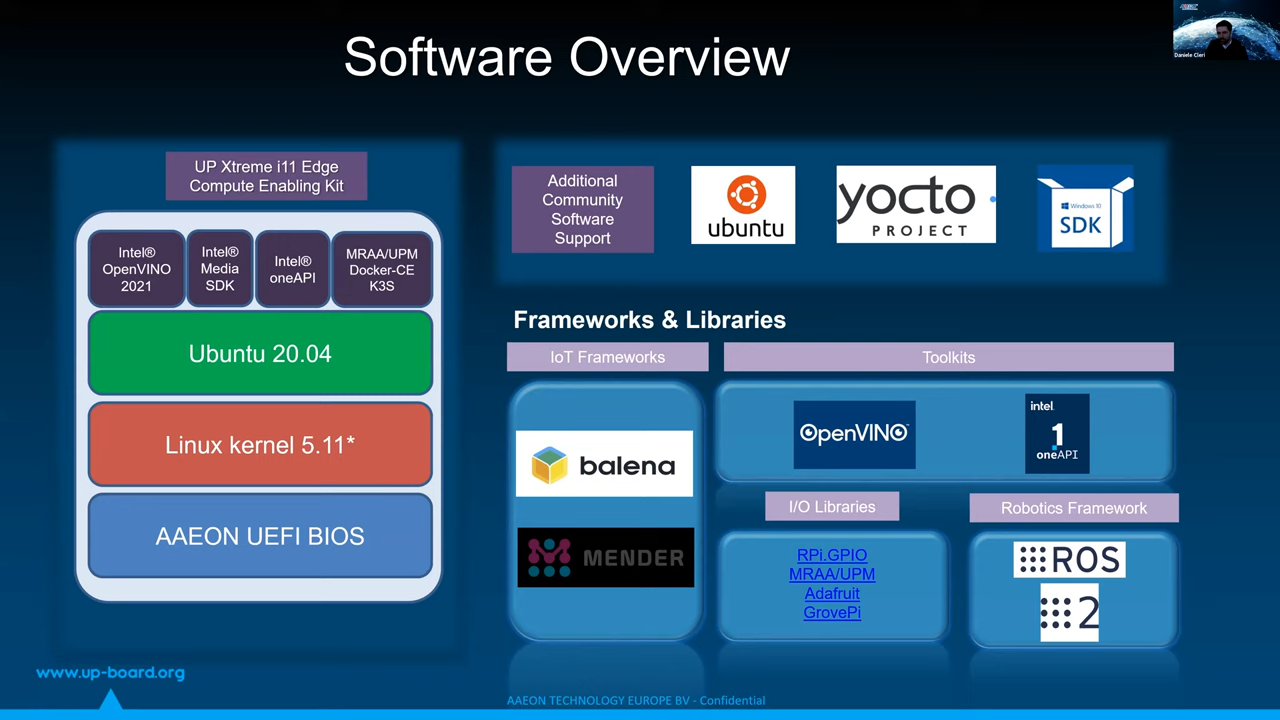 Software Overview
Daniele Cleri
UP Xtreme i11 Edge
Compute Enabling Kit
Intel®
OpenVINO
2021
Intel®
Media
SDK
Intel®
oneAPI
MRAA/UPM
Docker-CE
K3S
Ubuntu 20.04
Linux kernel 5.11*
AAEON UEFI BIOS
Additional
Community
Software
Support
ubuntu
yocto
PROJECT
Windows 10
SDK
Frameworks & Libraries
IoT Frameworks
balena
MENDER
Toolkits
OpenVINO
intel.
1
oneAPI
I/O Libraries
RPi.GPIO
MRAA/UPM
Adafruit
GrovePi
Robotics Framework
ROS
2
www.up-board.org
AAEON TECHNOLOGY EUROPE BV - Confidential